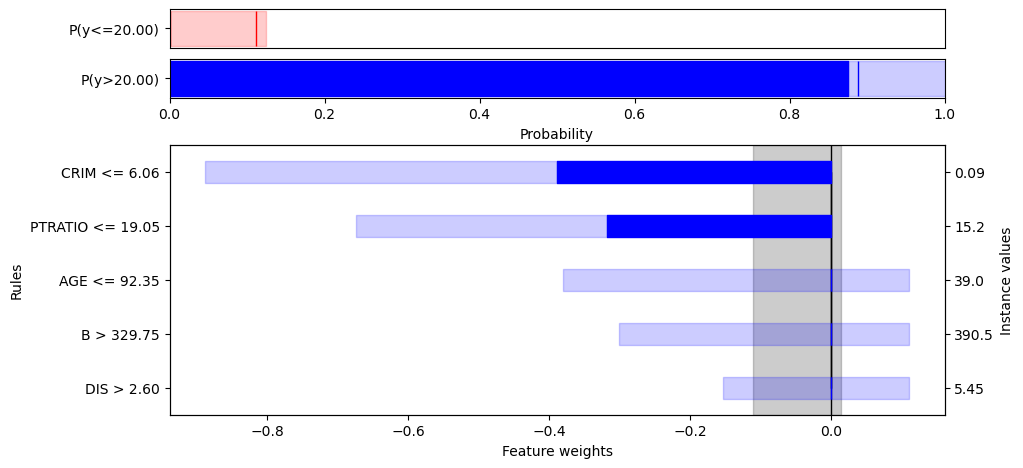 P(y<=20.00)
P(y>20.00)
0.0 0.2 0.4 0.6 0.8 1.0
Probability
CRIM <= 6.06 0.09
PTRATIO <= 19.05 15.2
AGE <= 92.35 39.0
B > 329.75 390.5
DIS > 2.60 5.45
Rules
Instance values
−0.8 −0.6 −0.4 −0.2 0.0
Feature weights